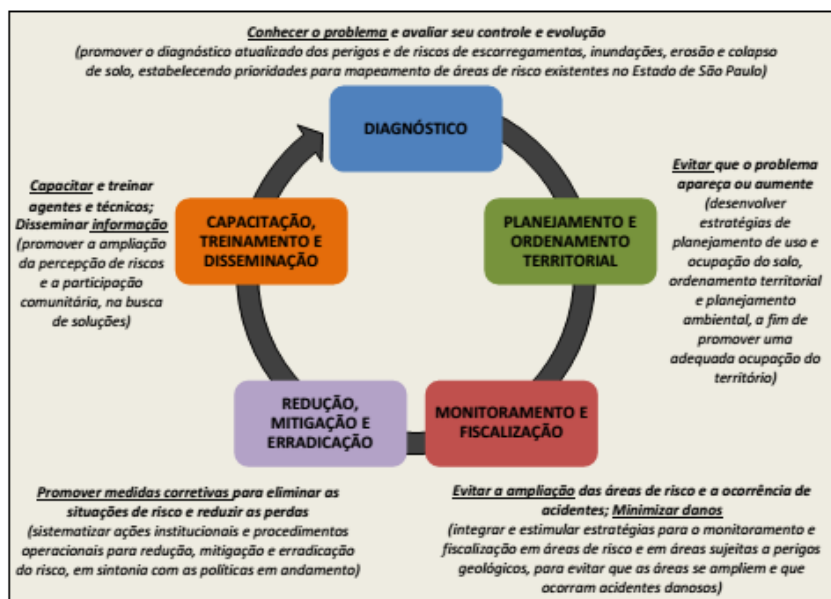 Conhecer o problema e avaliar seu controle e evolução
(promover o diagnóstico atualizado dos perigos e de riscos de escorregamentos, inundações, erosão e colapso
de solo, estabelecendo prioridades para mapeamento de áreas de risco existentes no Estado de São Paulo)
DIAGNÓSTICO
Evitar que o problema
apareça ou aumente
(desenvolver
estratégias de
planejamento de uso e
ocupação do solo,
ordenamento territorial
e planejamento
ambiental, a fim de
promover uma
adequada ocupação do
território)
PLANEJAMENTO E
ORDENAMENTO
TERRITORIAL
MONITORAMENTO E
FISCALIZAÇÃO
Evitar a ampliação das áreas de risco e a ocorrência de
acidentes; Minimizar danos
(integrar e estimular estratégias para o monitoramento e
fiscalização em áreas de risco e em áreas sujeitas a perigos
geológicos, para evitar que as áreas se ampliem e que
ocorram acidentes danosos)
REDUÇÃO,
MITIGAÇÃO E
ERRADICAÇÃO
Promover medidas corretivas para eliminar as
situações de risco e reduzir as perdas
(sistematizar ações institucionais e procedimentos
operacionais para redução, mitigação e erradicação
do risco, em sintonia com as políticas em andamento)
CAPACITAÇÃO,
TREINAMENTO E
DISSEMINAÇÃO
Capacitar e treinar
agentes e técnicos;
Disseminar informação
(promover a ampliação
da percepção de riscos
e a participação
comunitária, na busca
de soluções)